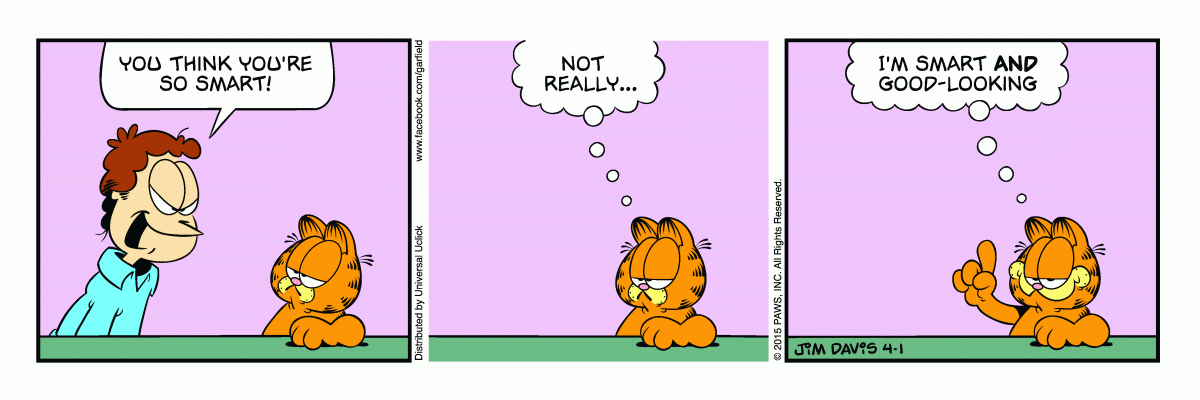 YOU THINK YOU'RE
SO SMART!
Distributed by Universal Uclick
www.facebook.com/garfield
NOT
REALLY...
© 2015 PAWS, INC. All Rights Reserved.
I'M SMART AND
GOOD-LOOKING
JIM DAVIS 4-1